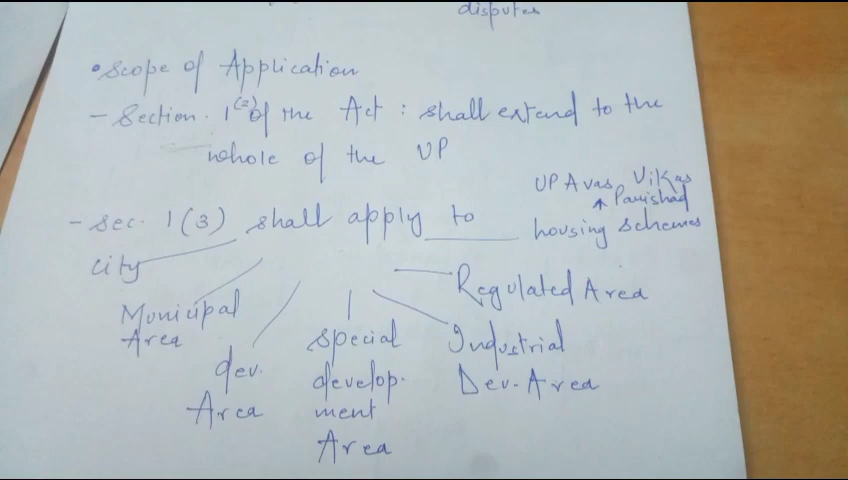 disputes
• Scope of Application
- Section. 1(2) of the Act : shall extend to the
whole of the UP
UP Avas Vikas
Parishad
- Sec. 1(3) shall apply to housing schemes
city
Regulated Area
Municipal
Area
special
development
Area
Industrial
Dev. Area
dev.
Area